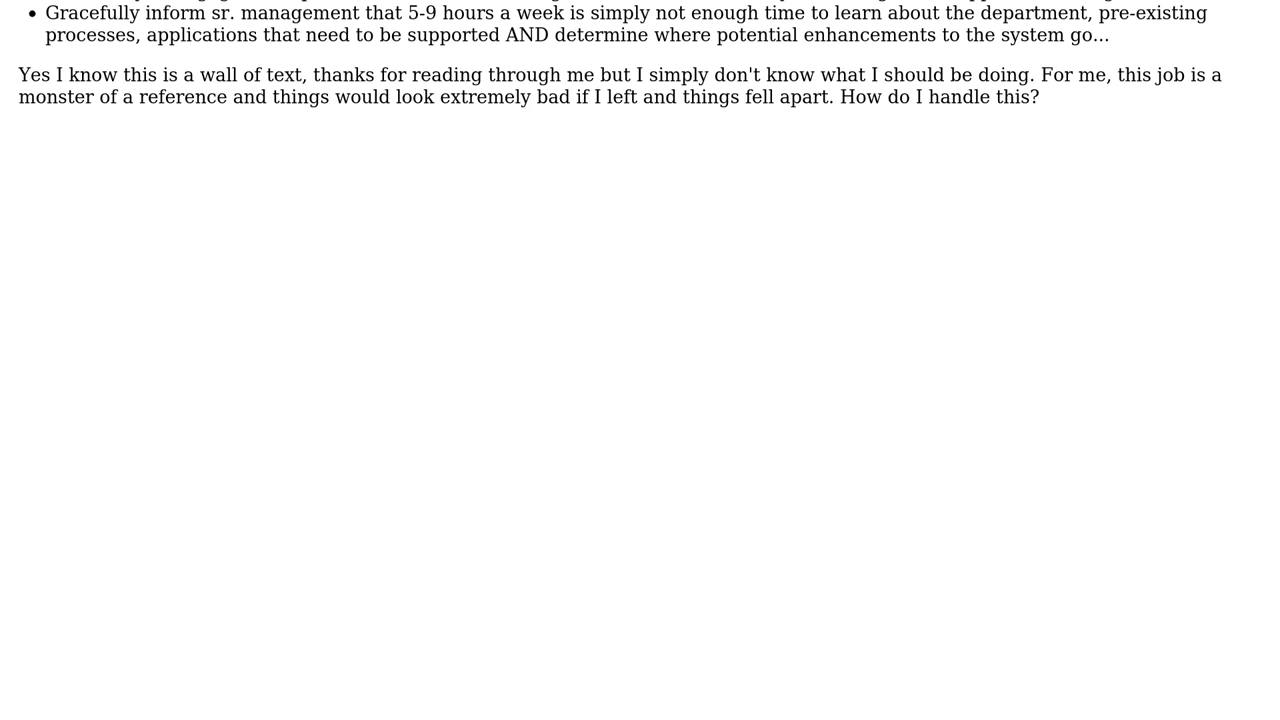 • Gracefully inform sr. management that 5-9 hours a week is simply not enough time to learn about the department, pre-existing
processes, applications that need to be supported AND determine where potential enhancements to the system go...
Yes I know this is a wall of text, thanks for reading through me but I simply don't know what I should be doing. For me, this job is a
monster of a reference and things would look extremely bad if I left and things fell apart. How do I handle this?